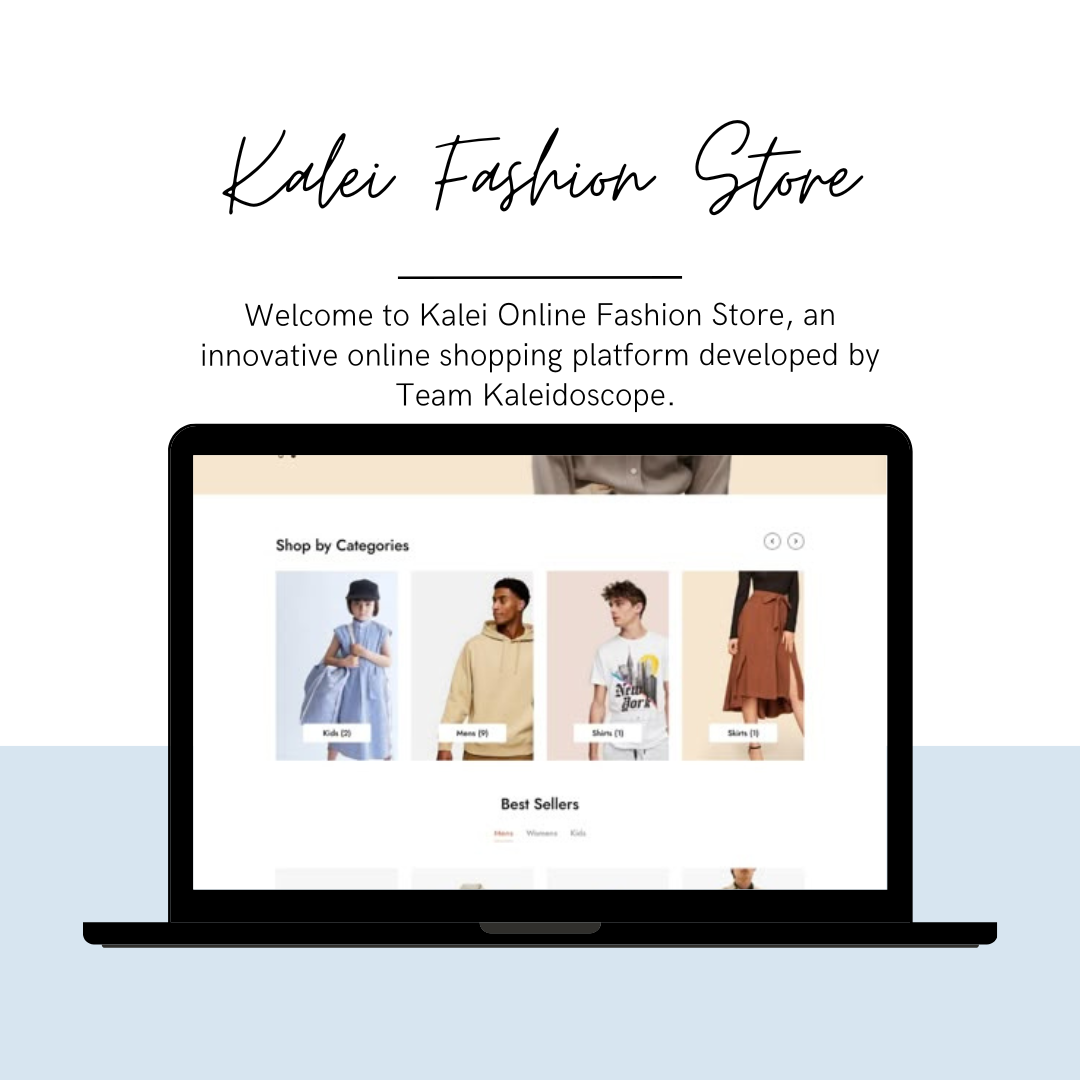 Kalei Fashion Store
Welcome to Kalei Online Fashion Store, an
innovative online shopping platform developed by
Team Kaleidoscope.
Shop by Categories
New
York
Kids (2)
Mens (9)
Shirts (1)
Skirts (1)
Best Sellers
Mens Womens Kids